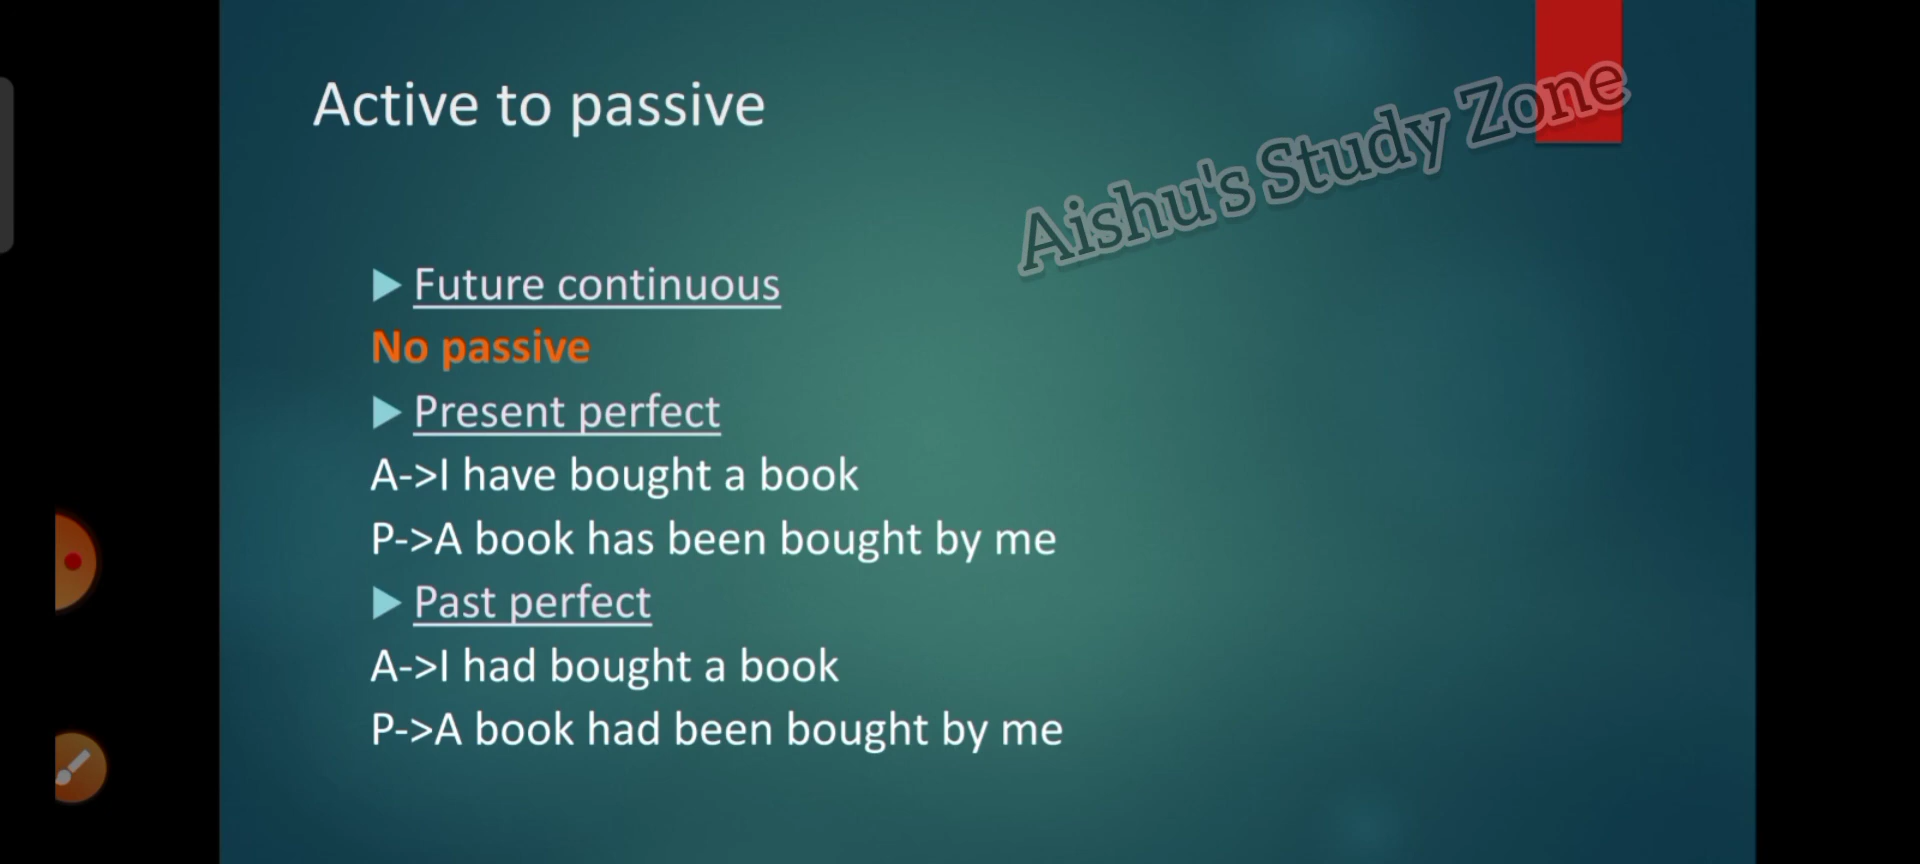 Active to passive
Aishu's Study Zone
Future continuous
No passive
Present perfect
A->I have bought a book
P->A book has been bought by me
Past perfect
A->I had bought a book
P->A book had been bought by me